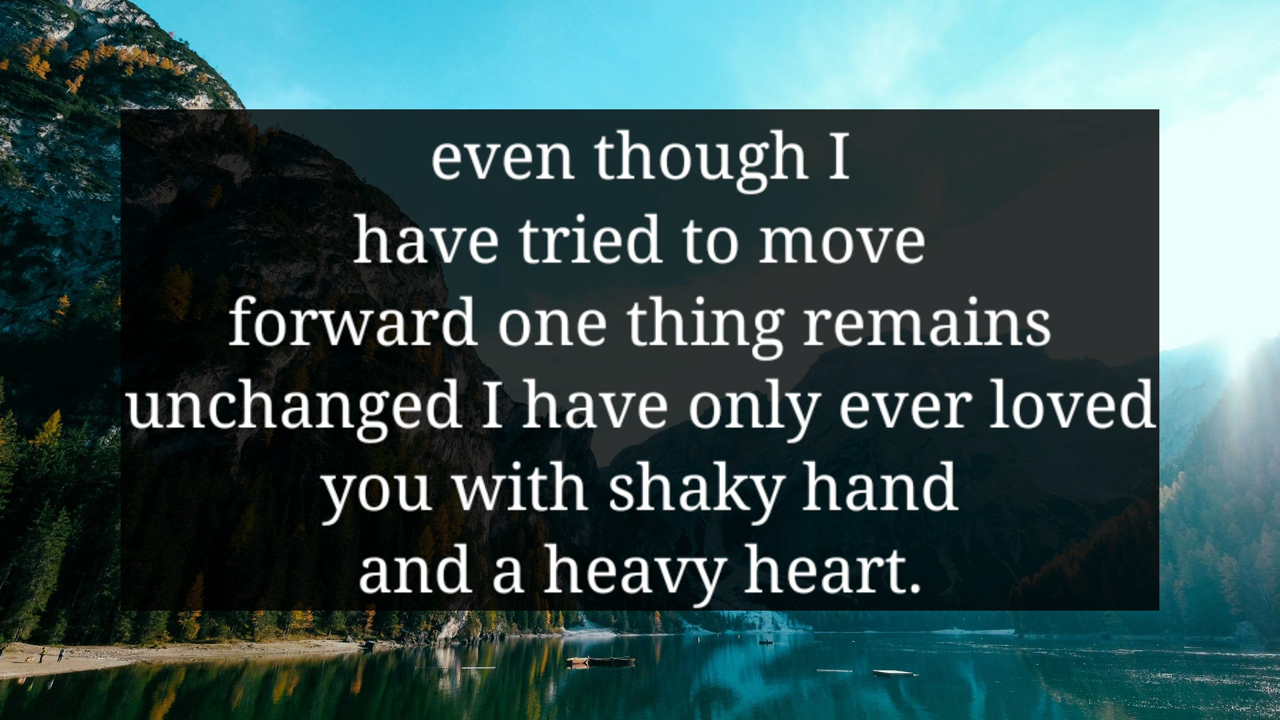 even though I
have tried to move
forward one thing remains
unchanged I have only ever loved
you with shaky hand
and a heavy heart.